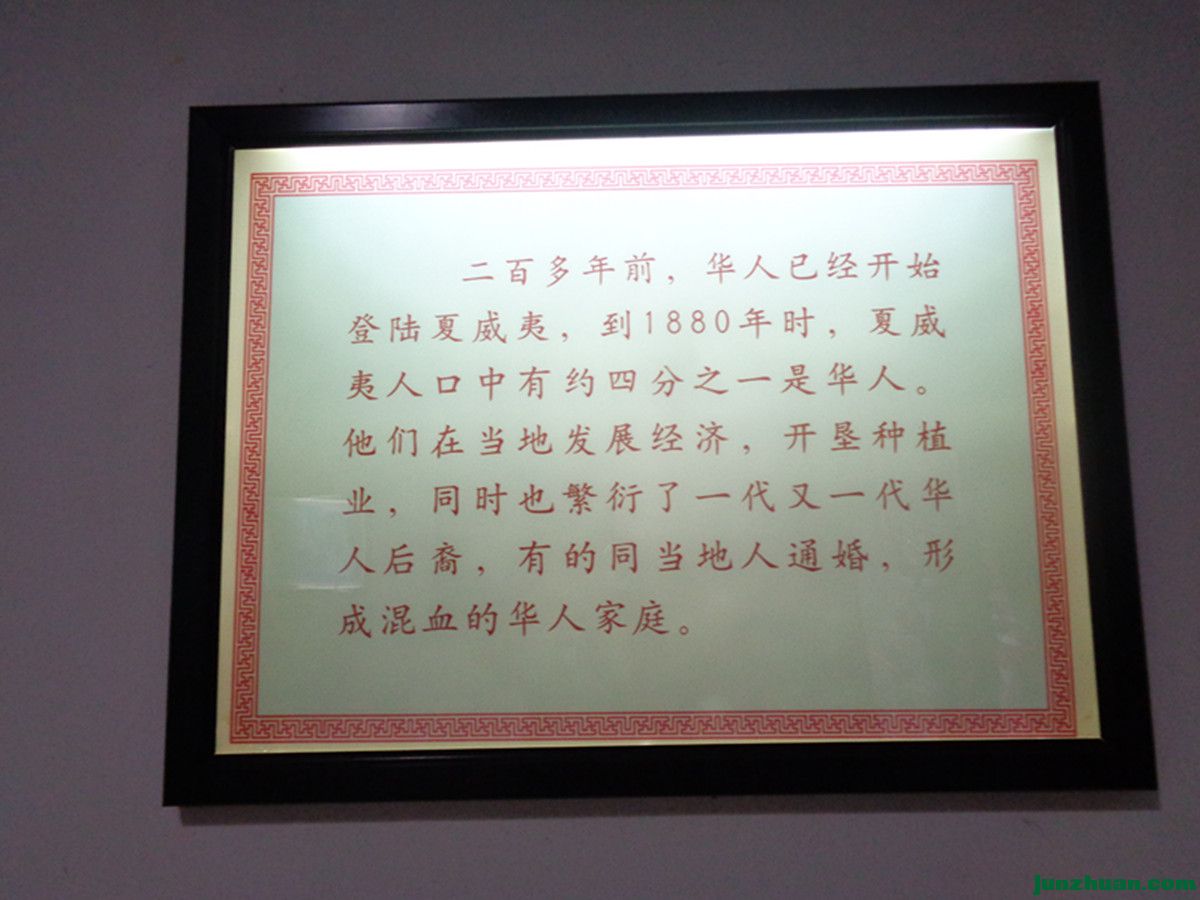 二百多年前，华人已经开始
登陆夏威夷，到1880年时，夏威
夷人口中有约四分之一是华人。
他们在当地发展经济，开垦种植
业，同时也繁衍了一代又一代华
人后裔，有的同当地人通婚，形
成混血的华人家庭。
junzhuan.com